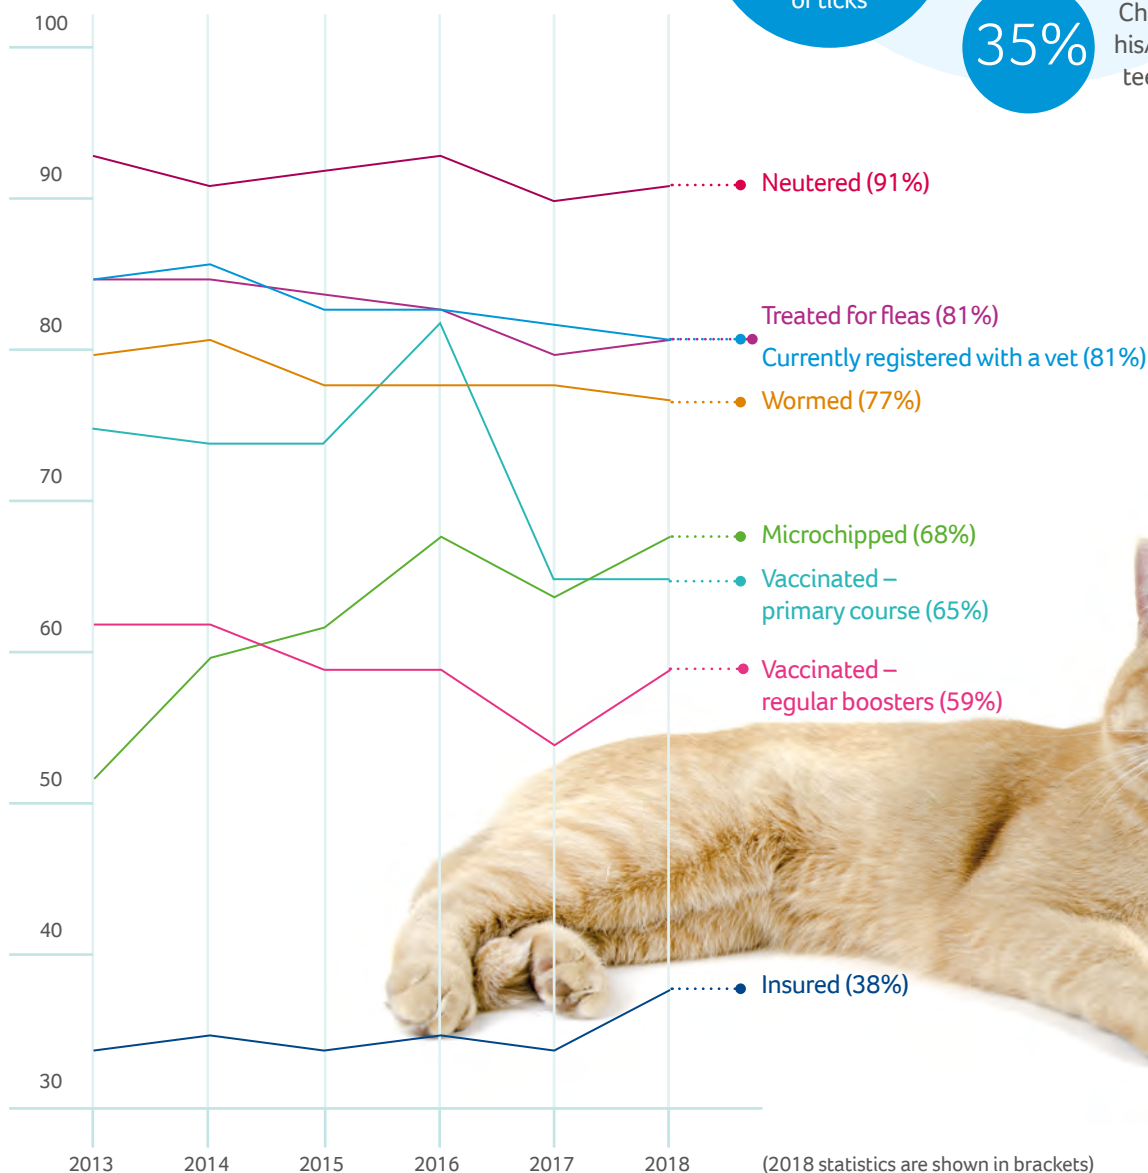 of ticks
35%
100
90
80
70
60
50
40
30
Neutered (91%)
Treated for fleas (81%)
Currently registered with a vet (81%)
Wormed (77%)
Microchipped (68%)
Vaccinated –
primary course (65%)
Vaccinated –
regular boosters (59%)
Insured (38%)
2013 2014 2015 2016 2017 2018
(2018 statistics are shown in brackets)